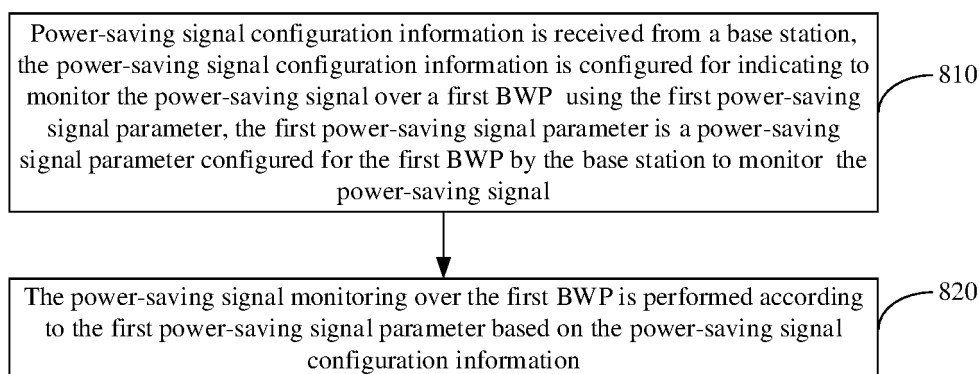 Power-saving signal configuration information is received from a base station,
the power-saving signal configuration information is configured for indicating to
monitor the power-saving signal over a first BWP using the first power-saving
signal parameter, the first power-saving signal parameter is a power-saving
signal parameter configured for the first BWP by the base station to monitor the
power-saving signal
810
The power-saving signal monitoring over the first BWP is performed according
to the first power-saving signal parameter based on the power-saving signal
configuration information
820